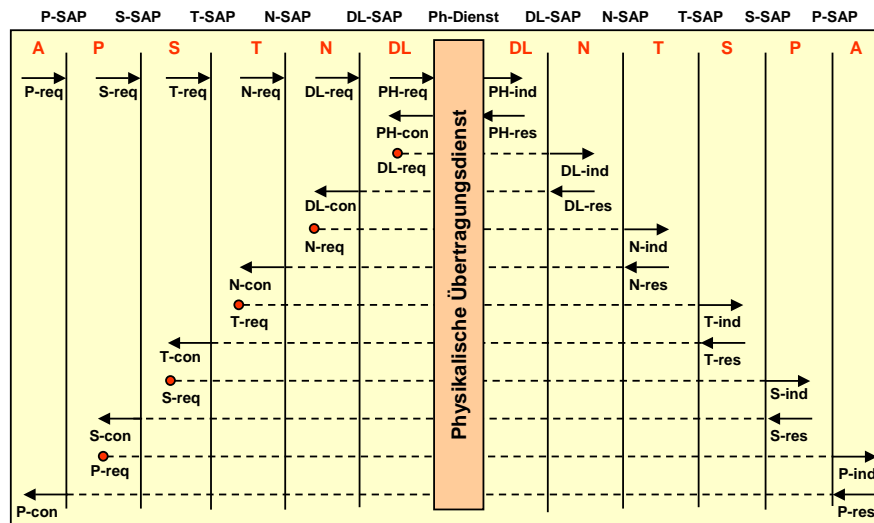 P-SAP S-SAP T-SAP N-SAP DL-SAP Ph-Dienst DL-SAP N-SAP T-SAP S-SAP P-SAP
A P S T N DL DL N T S P A
P-req S-req T-req N-req DL-req PH-req PH-ind
PH-con PH-res
DL-req DL-ind
DL-con DL-res
N-req N-ind
N-con N-res
T-req T-ind
T-con T-res
S-req S-ind
S-con S-res
P-req P-ind
P-con P-res
Physikalische Übertragungsdienst